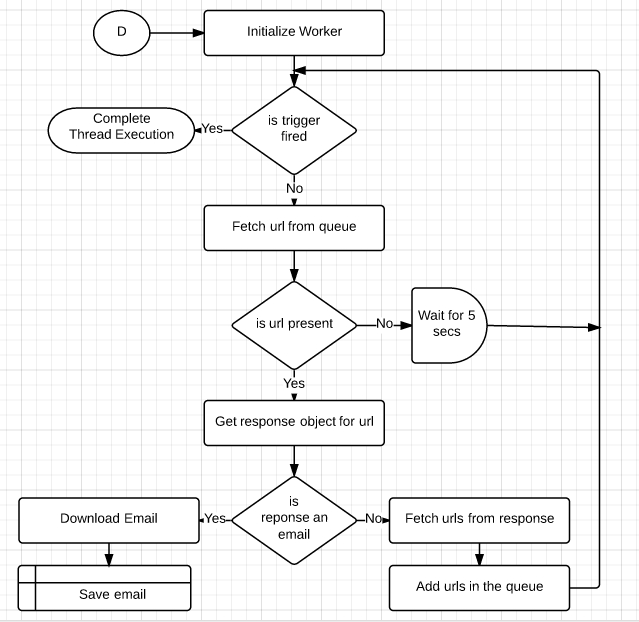 D
Initialize Worker
is trigger
fired
Yes
Complete
Thread Execution
No
Fetch url from queue
is url present
No
Wait for 5
secs
Yes
Get response object for url
is
reponse an
email
Yes
No
Download Email
Fetch urls from response
Save email
Add urls in the queue